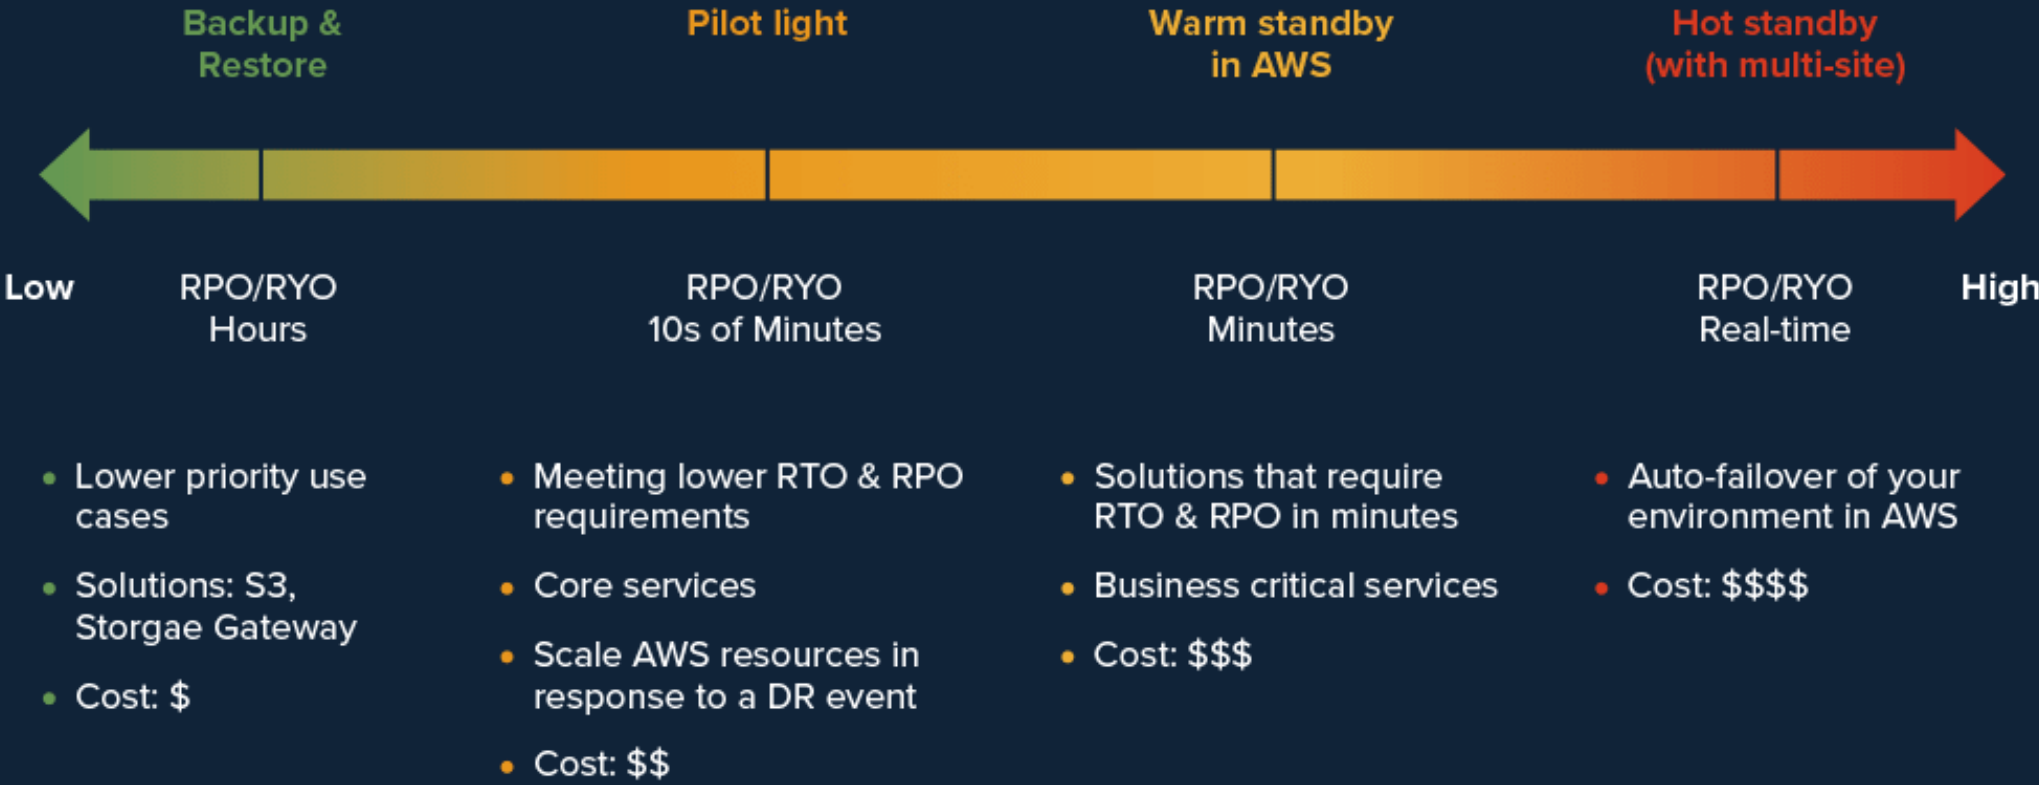 Backup &
Restore
Pilot light
Warm standby
in AWS
Hot standby
(with multi-site)
Low
RPO/RYO
Hours
RPO/RYO
10s of Minutes
RPO/RYO
Minutes
RPO/RYO
Real-time
High
• Lower priority use
cases
• Solutions: S3,
Storgae Gateway
• Cost: $
• Meeting lower RTO & RPO
requirements
• Core services
• Scale AWS resources in
response to a DR event
• Cost: $$
• Solutions that require
RTO & RPO in minutes
• Business critical services
• Cost: $$$
• Auto-failover of your
environment in AWS
• Cost: $$$$